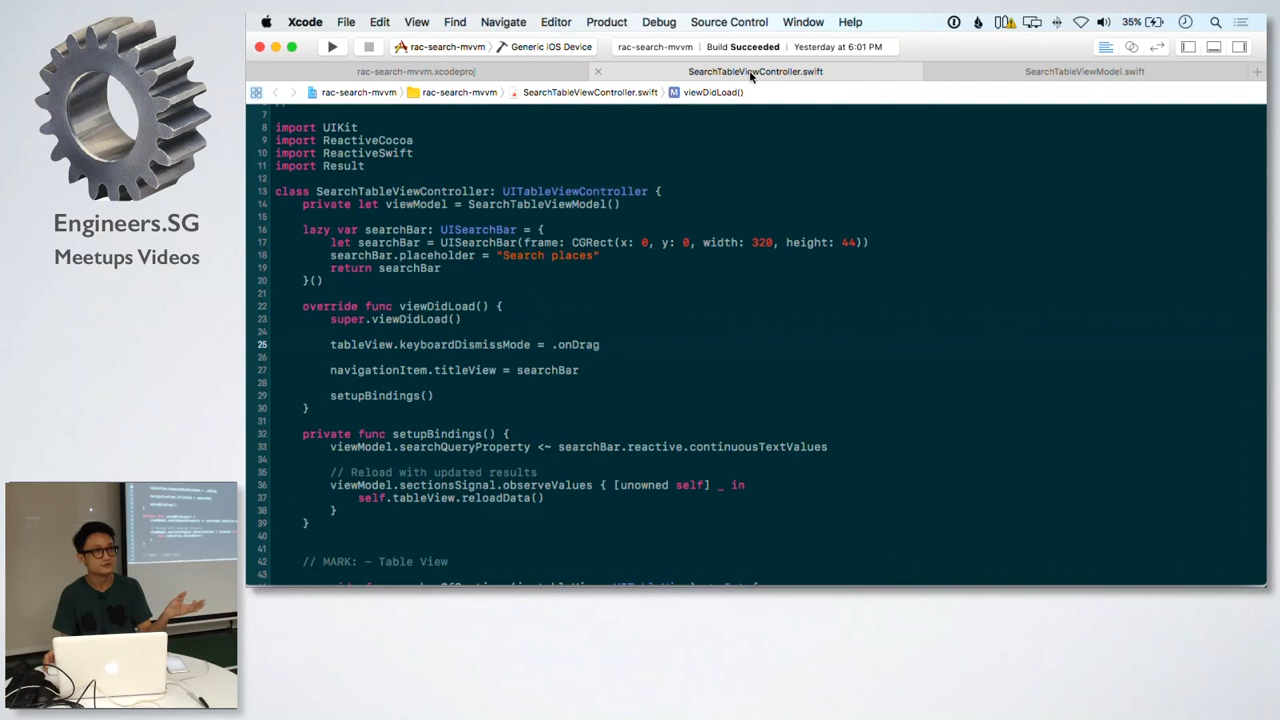 Engineers.SG
Meetups Videos
Xcode File Edit View Find Navigate Editor Product Debug Source Control Window Help 35%
rac-search-mvvm Generic iOS Device rac-search-mvvm Build Succeeded Yesterday at 6:01 PM
rac-search-mvvm.xcodeproj SearchTableViewController.swift SearchTableViewModel.swift
rac-search-mvvm rac-search-mvvm SearchTableViewController.swift M viewDidLoad()
7
8 import UIKit
9 import ReactiveCocoa
10 import ReactiveSwift
11 import Result
12
13 class SearchTableViewController: UITableViewController {
14 private let viewModel = SearchTableViewModel()
15
16 lazy var searchBar: UISearchBar = {
17 let searchBar = UISearchBar(frame: CGRect(x: 0, y: 0, width: 320, height: 44))
18 searchBar.placeholder = "Search places"
19 return searchBar
20 }()
21
22 override func viewDidLoad() {
23 super.viewDidLoad()
24
25 tableView.keyboardDismissMode = .onDrag
26
27 navigationItem.titleView = searchBar
28
29 setupBindings()
30 }
31
32 private func setupBindings() {
33 viewModel.searchQueryProperty <~ searchBar.reactive.continuousTextValues
34
35 // Reload with updated results
36 viewModel.sectionsSignal.observeValues { [unowned self] _ in
37 self.tableView.reloadData()
38 }
39 }
40
41
42 // MARK: - Table View
43